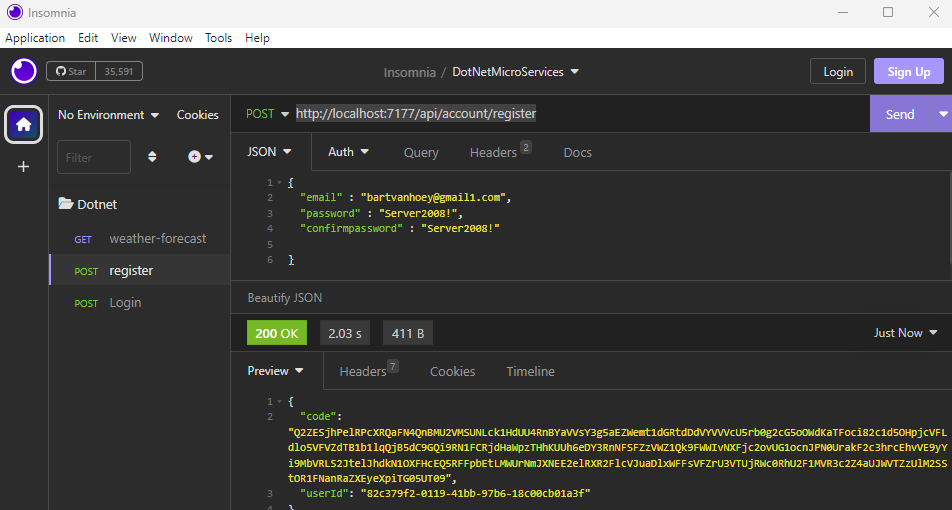 Insomnia
Application Edit View Window Tools Help
Star 35,591 Insomnia / DotNetMicroServices Login Sign Up
No Environment Cookies POST http://localhost:7177/api/account/register Send
Filter JSON Auth Query Headers 2 Docs
Dotnet
GET weather-forecast
POST register
POST Login
1 {
2 "email" : "bartvanhoey@gmail1.com",
3 "password" : "Server2008!",
4 "confirmpassword" : "Server2008!"
5
6 }
Beautify JSON
200 OK 2.03 s 411 B Just Now
Preview Headers 7 Cookies Timeline
1 {
2 "code":
"Q2ZESjhPelRPcXRQaFN4QnBMU2VMSUNLck1HdUU4RnBYaVVsY3g5aEZWemt1dGRtdDdVYVVVcU5rb0g2cG5oOWdKaTFoci82c1d5OHpjcVFL
dlo5VFVZdTB1b1lqQjB5dC9GQi9RN1FCRjdHaWpzTHhKUUh6eDY3RnNFSFZzVWZ1Qk9FWWIvNXFjc2ovUG1ocnJPN0UrakF2c3hrcEhvVE9yY
i9MbVRLS2JtelJhdkN1OXFHcEQ5RFFpbEtLMWUrNmJXNEE2elRXR2FlcVJuaDlxWFFsVFZrU3VTUjRWc0RhU2F1MVR3c2Z4aUJWVTZzUlM2SS
tOR1FNanRaZXEyeXpiTG05UT09",
3 "userId": "82c379f2-0119-41bb-97b6-18c00cb01a3f"